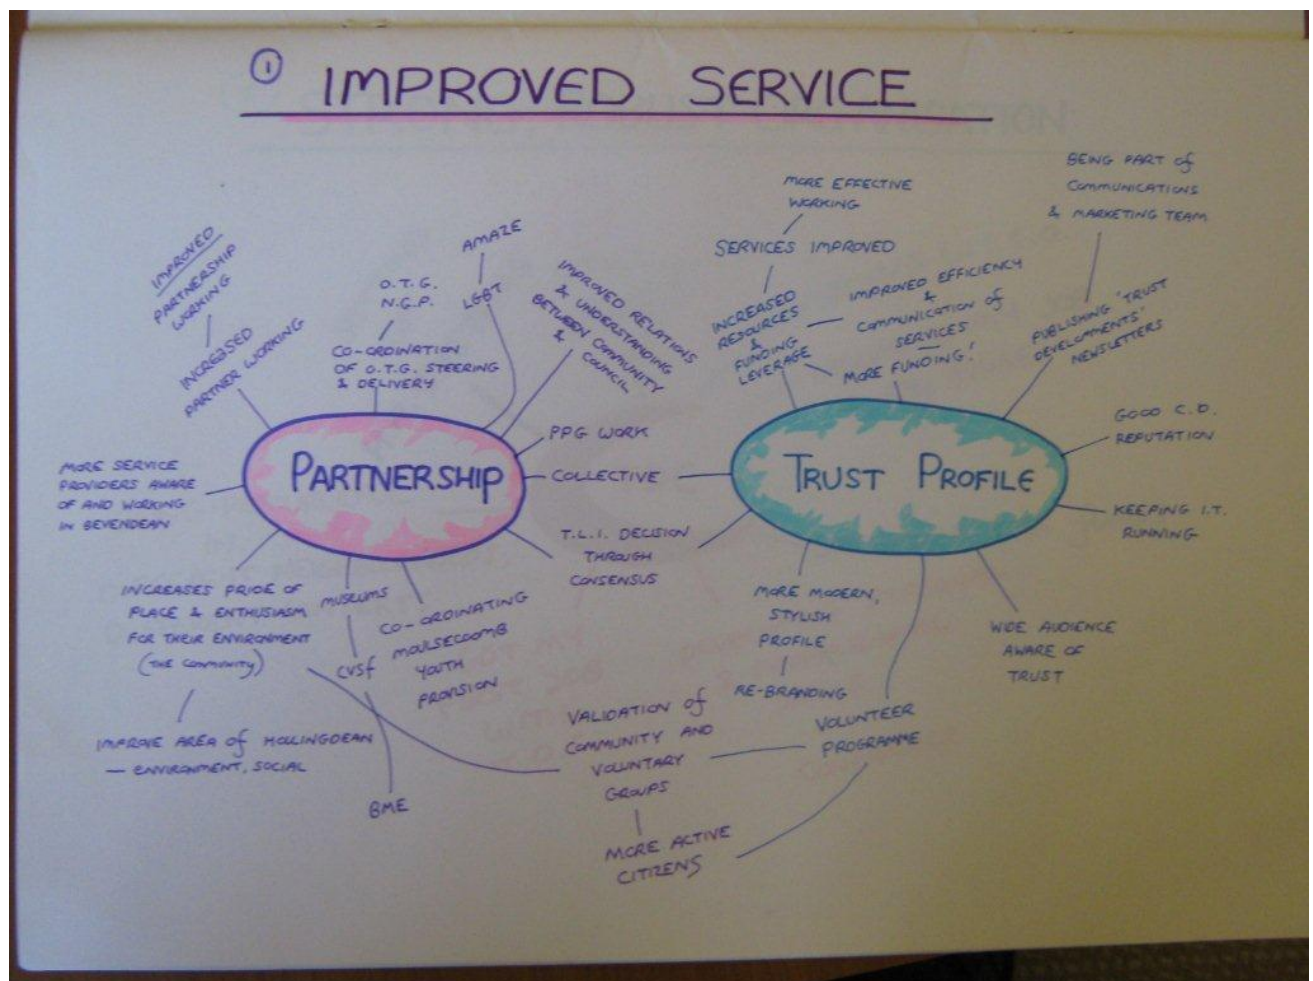 1 IMPROVED SERVICE
IMPROVED
PARTNERSHIP
WORKING
INCREASED
PARTNER WORKING
O.T.G.
N.G.P.
CO-ORDINATION
OF O.T.G. STEERING
& DELIVERY
AMAZE
LGBT
IMPROVED RELATIONS
& UNDERSTANDING
BETWEEN COMMUNITY
& COUNCIL
PPG WORK
COLLECTIVE
T.L.I. DECISION
THROUGH
CONSENSUS
PARTNERSHIP
MORE SERVICE
PROVIDERS AWARE
OF AND WORKING
IN BEVENDEAN
INCREASES PRIDE OF
PLACE & ENTHUSIASM
FOR THEIR ENVIRONMENT
(THE COMMUNITY)
IMPROVE AREA of HOLLINGDEAN
— ENVIRONMENT, SOCIAL
MUSEUMS
CVSf
BME
CO-ORDINATING
MOULSECOOMB
YOUTH
PROVISION
VALIDATION of
COMMUNITY AND
VOLUNTARY
GROUPS
MORE ACTIVE
CITIZENS
MORE EFFECTIVE
WORKING
SERVICES IMPROVED
INCREASED
RESOURCES
&
FUNDING
LEVERAGE
IMPROVED EFFICIENCY
&
COMMUNICATION of
SERVICES
MORE FUNDING!
BEING PART of
COMMUNICATIONS
& MARKETING TEAM
PUBLISHING 'TRUST
DEVELOPMENTS'
NEWSLETTERS
TRUST PROFILE
GOOD C.D.
REPUTATION
KEEPING I.T.
RUNNING
WIDE AUDIENCE
AWARE OF
TRUST
MORE MODERN,
STYLISH
PROFILE
RE-BRANDING
VOLUNTEER
PROGRAMME